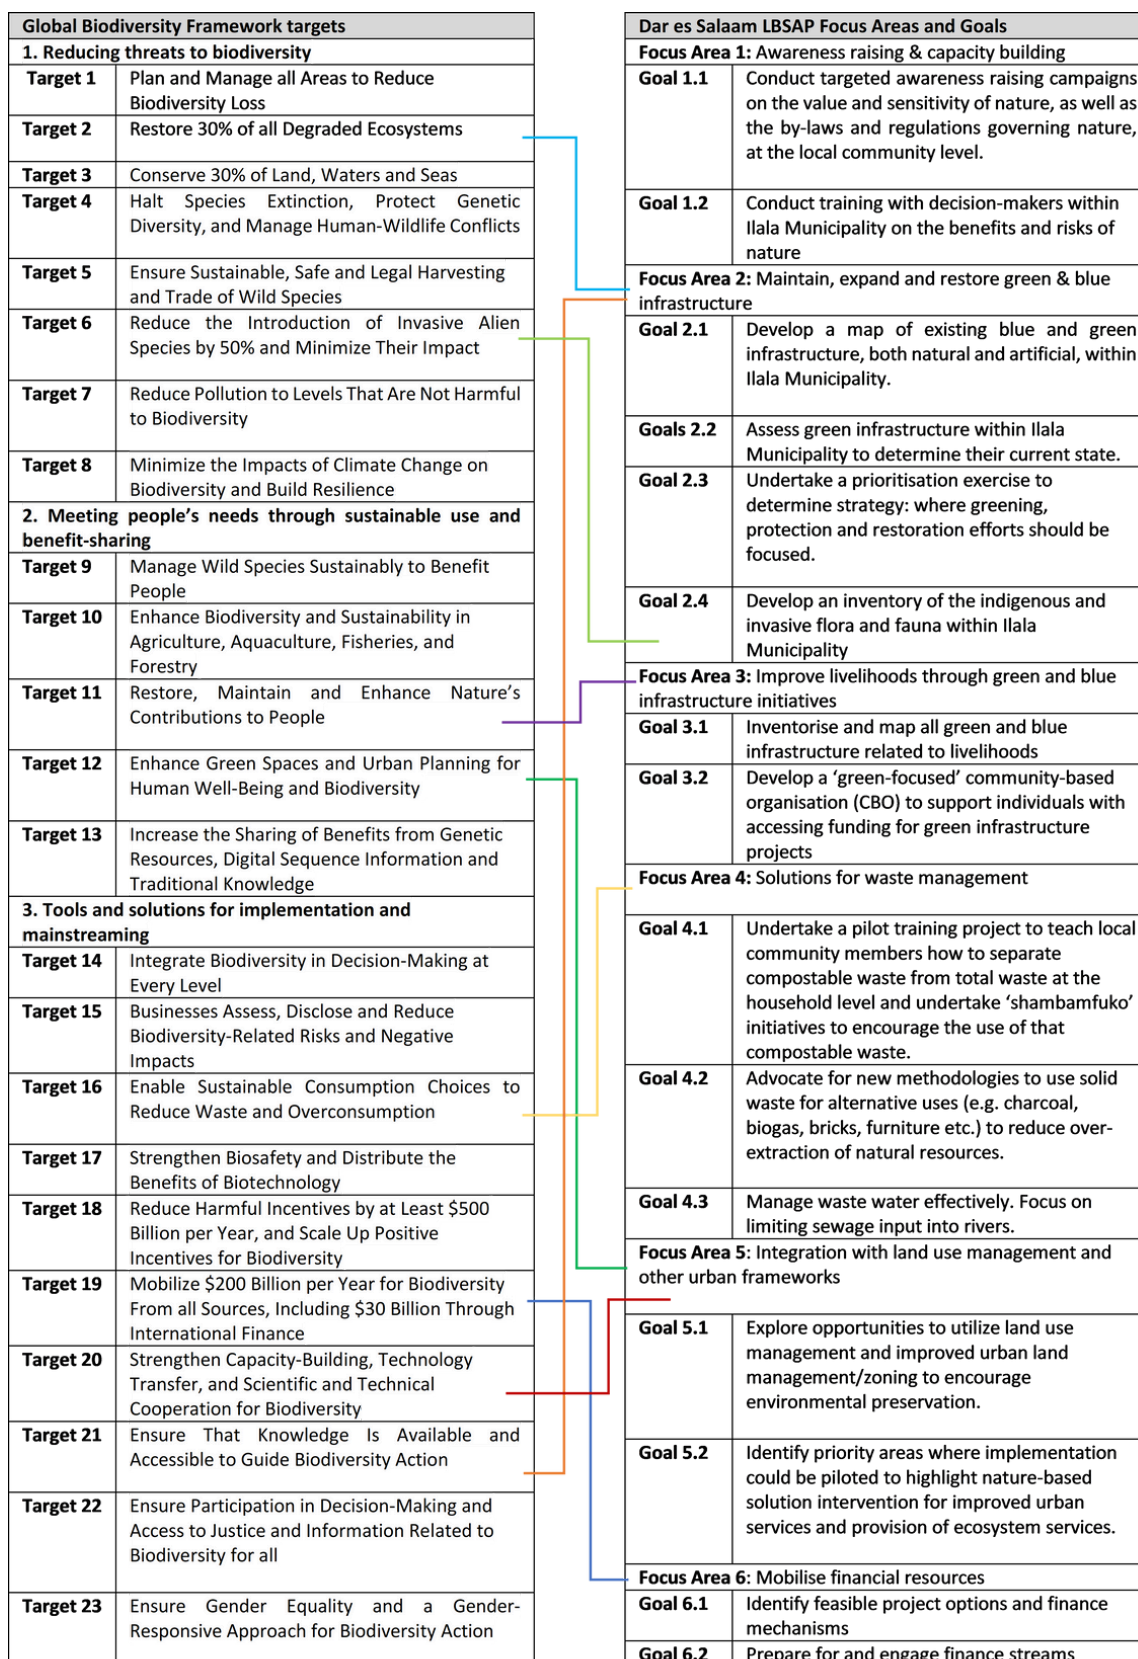 Global Biodiversity Framework targets
1. Reducing threats to biodiversity
Target 1 Plan and Manage all Areas to Reduce
Biodiversity Loss
Target 2 Restore 30% of all Degraded Ecosystems
Target 3 Conserve 30% of Land, Waters and Seas
Target 4 Halt Species Extinction, Protect Genetic
Diversity, and Manage Human-Wildlife Conflicts
Target 5 Ensure Sustainable, Safe and Legal Harvesting
and Trade of Wild Species
Target 6 Reduce the Introduction of Invasive Alien
Species by 50% and Minimize Their Impact
Target 7 Reduce Pollution to Levels That Are Not Harmful
to Biodiversity
Target 8 Minimize the Impacts of Climate Change on
Biodiversity and Build Resilience
2. Meeting people’s needs through sustainable use and
benefit-sharing
Target 9 Manage Wild Species Sustainably to Benefit
People
Target 10 Enhance Biodiversity and Sustainability in
Agriculture, Aquaculture, Fisheries, and
Forestry
Target 11 Restore, Maintain and Enhance Nature’s
Contributions to People
Target 12 Enhance Green Spaces and Urban Planning for
Human Well-Being and Biodiversity
Target 13 Increase the Sharing of Benefits from Genetic
Resources, Digital Sequence Information and
Traditional Knowledge
3. Tools and solutions for implementation and
mainstreaming
Target 14 Integrate Biodiversity in Decision-Making at
Every Level
Target 15 Businesses Assess, Disclose and Reduce
Biodiversity-Related Risks and Negative
Impacts
Target 16 Enable Sustainable Consumption Choices to
Reduce Waste and Overconsumption
Target 17 Strengthen Biosafety and Distribute the
Benefits of Biotechnology
Target 18 Reduce Harmful Incentives by at Least $500
Billion per Year, and Scale Up Positive
Incentives for Biodiversity
Target 19 Mobilize $200 Billion per Year for Biodiversity
From all Sources, Including $30 Billion Through
International Finance
Target 20 Strengthen Capacity-Building, Technology
Transfer, and Scientific and Technical
Cooperation for Biodiversity
Target 21 Ensure That Knowledge Is Available and
Accessible to Guide Biodiversity Action
Target 22 Ensure Participation in Decision-Making and
Access to Justice and Information Related to
Biodiversity for all
Target 23 Ensure Gender Equality and a Gender-
Responsive Approach for Biodiversity Action
Dar es Salaam LBSAP Focus Areas and Goals
Focus Area 1: Awareness raising & capacity building
Goal 1.1 Conduct targeted awareness raising campaigns
on the value and sensitivity of nature, as well as
the by-laws and regulations governing nature,
at the local community level.
Goal 1.2 Conduct training with decision-makers within
Ilala Municipality on the benefits and risks of
nature
Focus Area 2: Maintain, expand and restore green & blue
infrastructure
Goal 2.1 Develop a map of existing blue and green
infrastructure, both natural and artificial, within
Ilala Municipality.
Goals 2.2 Assess green infrastructure within Ilala
Municipality to determine their current state.
Goal 2.3 Undertake a prioritisation exercise to
determine strategy: where greening,
protection and restoration efforts should be
focused.
Goal 2.4 Develop an inventory of the indigenous and
invasive flora and fauna within Ilala
Municipality
Focus Area 3: Improve livelihoods through green and blue
infrastructure initiatives
Goal 3.1 Inventorise and map all green and blue
infrastructure related to livelihoods
Goal 3.2 Develop a ‘green-focused’ community-based
organisation (CBO) to support individuals with
accessing funding for green infrastructure
projects
Focus Area 4: Solutions for waste management
Goal 4.1 Undertake a pilot training project to teach local
community members how to separate
compostable waste from total waste at the
household level and undertake ‘shambamfuko’
initiatives to encourage the use of that
compostable waste.
Goal 4.2 Advocate for new methodologies to use solid
waste for alternative uses (e.g. charcoal,
biogas, bricks, furniture etc.) to reduce over-
extraction of natural resources.
Goal 4.3 Manage waste water effectively. Focus on
limiting sewage input into rivers.
Focus Area 5: Integration with land use management and
other urban frameworks
Goal 5.1 Explore opportunities to utilize land use
management and improved urban land
management/zoning to encourage
environmental preservation.
Goal 5.2 Identify priority areas where implementation
could be piloted to highlight nature-based
solution intervention for improved urban
services and provision of ecosystem services.
Focus Area 6: Mobilise financial resources
Goal 6.1 Identify feasible project options and finance
mechanisms
Goal 6.2 Prepare for and engage finance streams